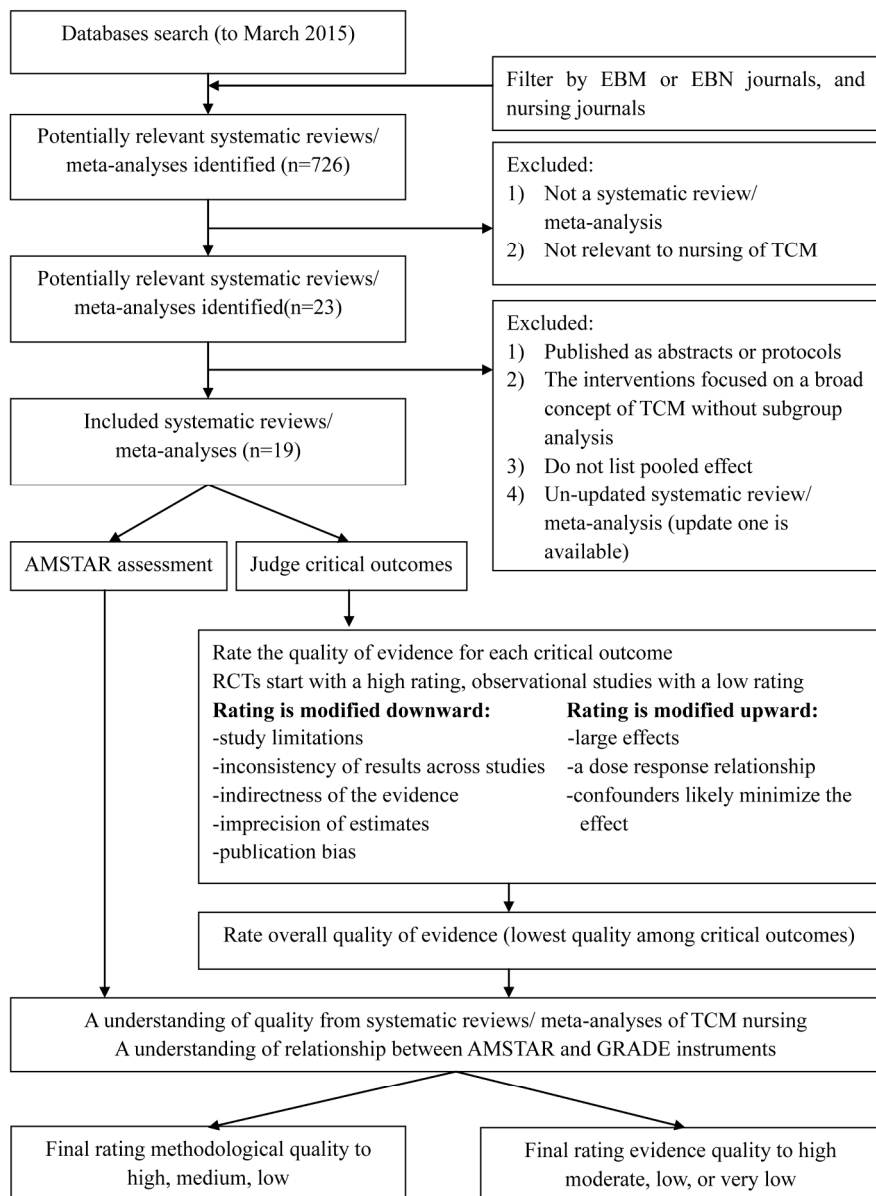 Databases search (to March 2015)
Filter by EBM or EBN journals, and
nursing journals
Potentially relevant systematic reviews/
meta-analyses identified (n=726)
Excluded:
1) Not a systematic review/
meta-analysis
2) Not relevant to nursing of TCM
Potentially relevant systematic reviews/
meta-analyses identified(n=23)
Excluded:
1) Published as abstracts or protocols
2) The interventions focused on a broad
concept of TCM without subgroup
analysis
3) Do not list pooled effect
4) Un-updated systematic review/
meta-analysis (update one is
available)
Included systematic reviews/
meta-analyses (n=19)
AMSTAR assessment
Judge critical outcomes
Rate the quality of evidence for each critical outcome
RCTs start with a high rating, observational studies with a low rating
Rating is modified downward:
-study limitations
-inconsistency of results across studies
-indirectness of the evidence
-imprecision of estimates
-publication bias
Rating is modified upward:
-large effects
-a dose response relationship
-confounders likely minimize the
effect
Rate overall quality of evidence (lowest quality among critical outcomes)
A understanding of quality from systematic reviews/ meta-analyses of TCM nursing
A understanding of relationship between AMSTAR and GRADE instruments
Final rating methodological quality to
high, medium, low
Final rating evidence quality to high
moderate, low, or very low